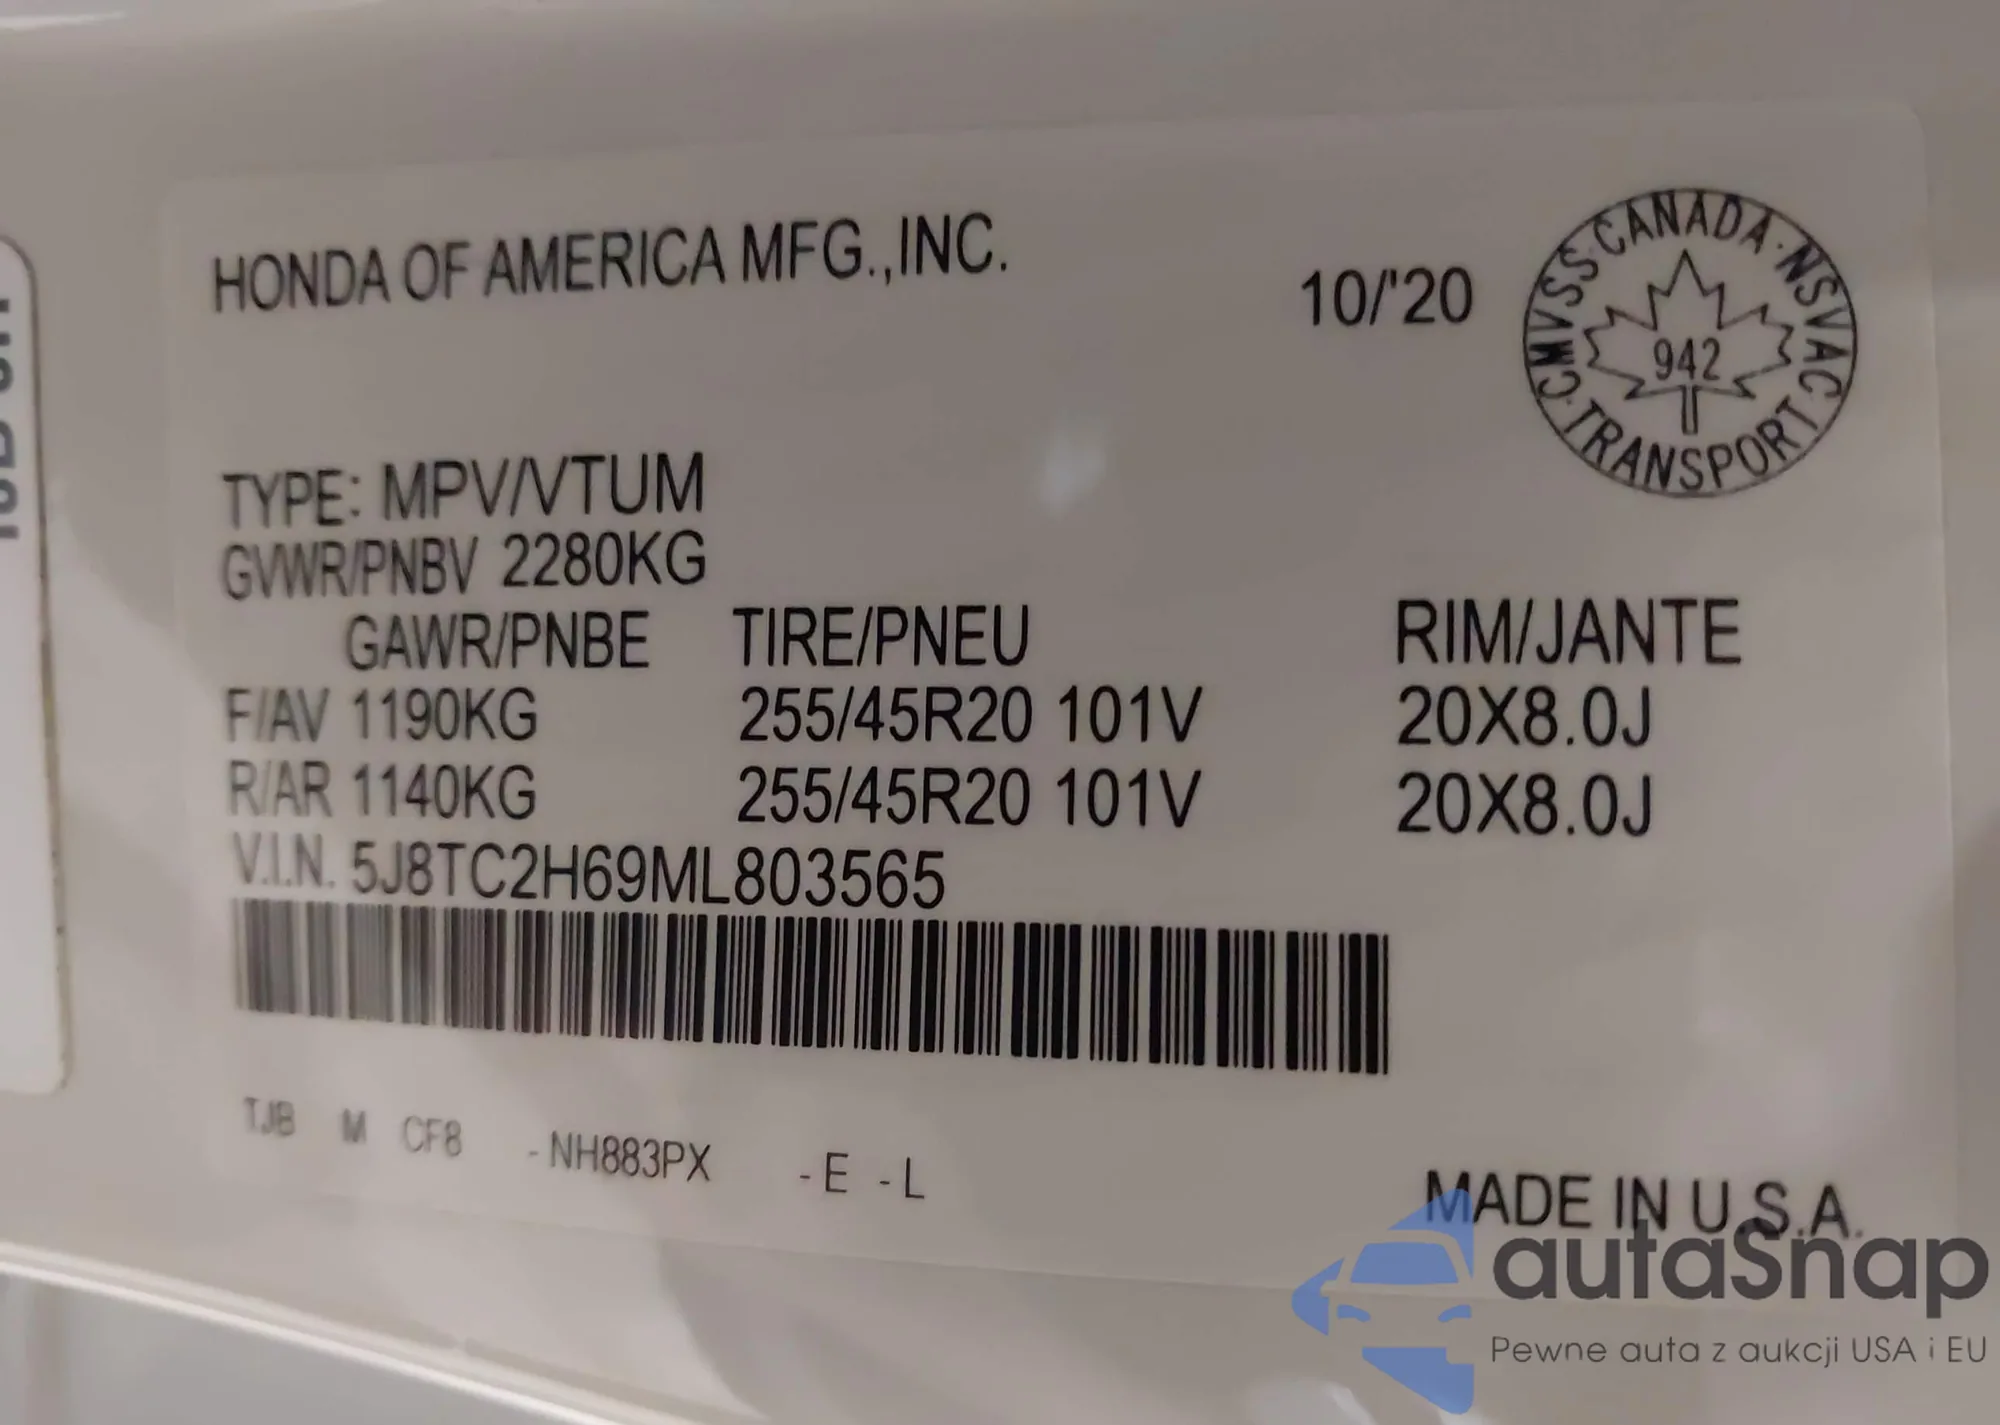 HONDA OF AMERICA MFG.,INC.
10/'20
CMVSS CANADA · NSVAC · TRANSPORT ·
942
TYPE: MPV/VTUM
GVWR/PNBV 2280KG
GAWR/PNBE TIRE/PNEU RIM/JANTE
F/AV 1190KG 255/45R20 101V 20X8.0J
R/AR 1140KG 255/45R20 101V 20X8.0J
V.I.N. 5J8TC2H69ML803565
TJB M CF8 -NH883PX -E -L
MADE IN U.S.A.
autaSnap
Pewne auta z aukcji USA i EU